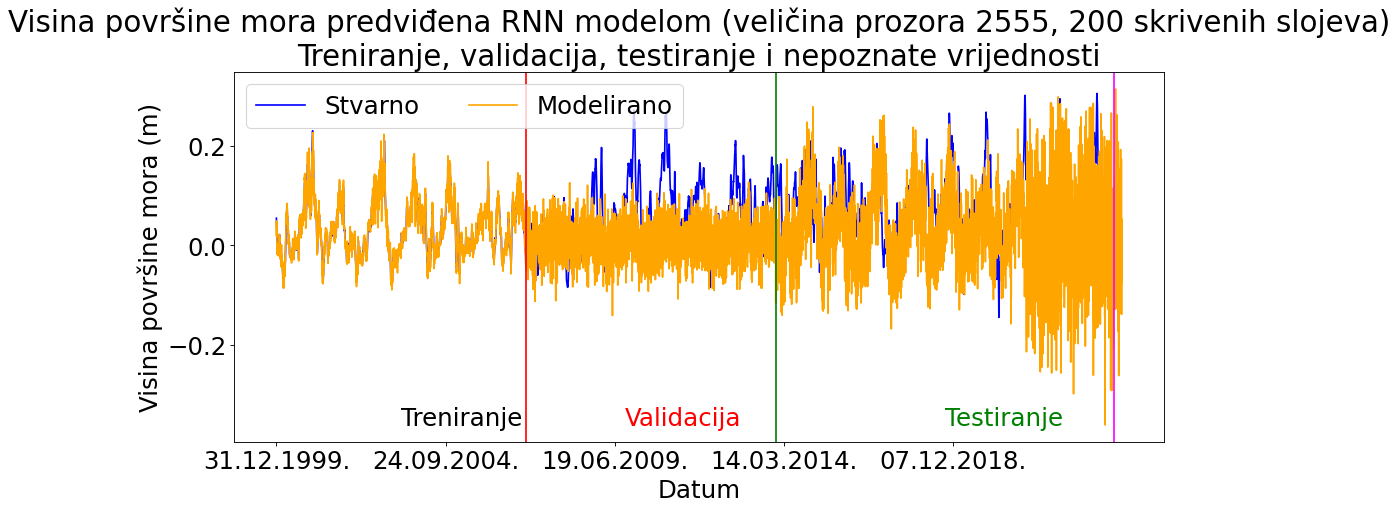 Visina površine mora predviđena RNN modelom (veličina prozora 2555, 200 skrivenih slojeva)
Treniranje, validacija, testiranje i nepoznate vrijednosti
Stvarno Modelirano
Visina površine mora (m)
0.2
0.0
−0.2
Treniranje Validacija Testiranje
31.12.1999. 24.09.2004. 19.06.2009. 14.03.2014. 07.12.2018.
Datum